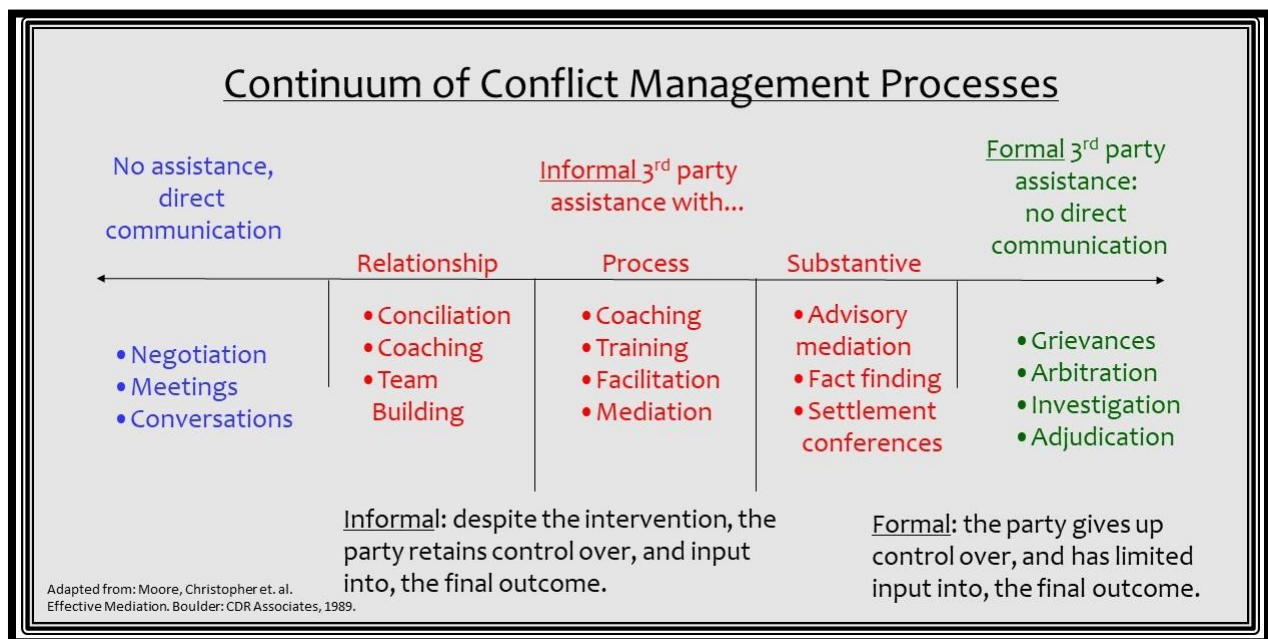 Continuum of Conflict Management Processes
No assistance,
direct
communication
Informal 3rd party
assistance with...
Formal 3rd party
assistance:
no direct
communication
Relationship
Process
Substantive
• Negotiation
• Meetings
• Conversations
• Conciliation
• Coaching
• Team
Building
• Coaching
• Training
• Facilitation
• Mediation
• Advisory
mediation
• Fact finding
• Settlement
conferences
• Grievances
• Arbitration
• Investigation
• Adjudication
Informal: despite the intervention, the
party retains control over, and input
into, the final outcome.
Formal: the party gives up
control over, and has limited
input into, the final outcome.
Adapted from: Moore, Christopher et. al.
Effective Mediation. Boulder: CDR Associates, 1989.